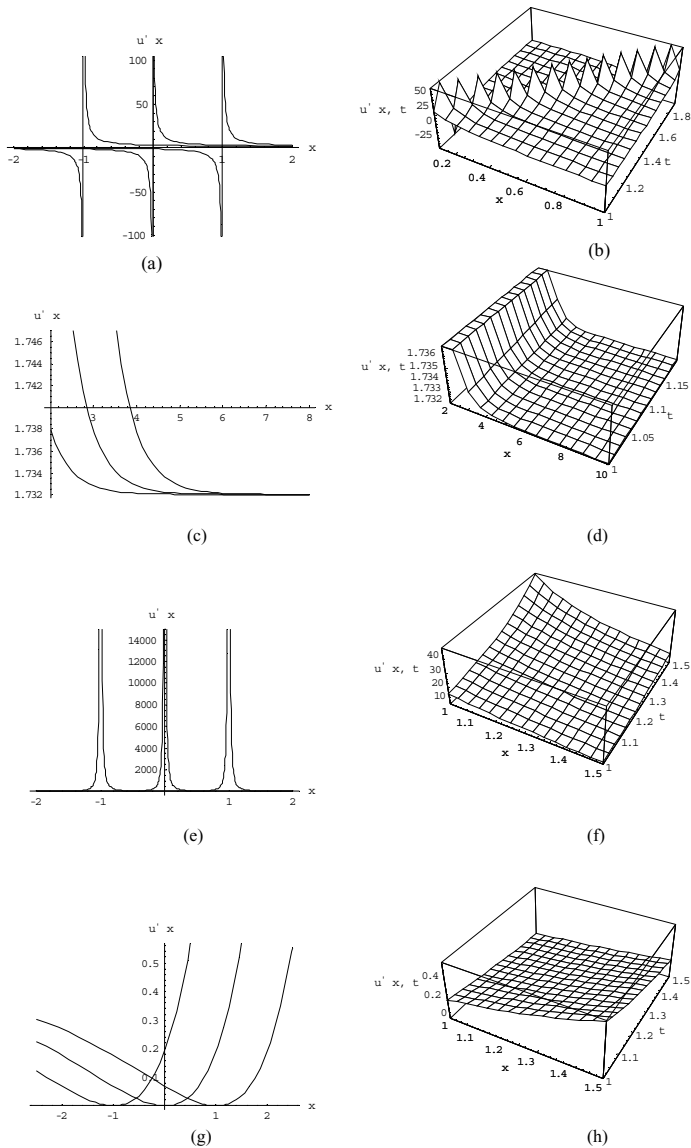 u' x
100
50
-2 -1 1 2 x
-50
-100
(a)
50
25
0
-25
u' x, t
0.2
0.4
0.6
0.8
1
x
1
1.2
1.4
1.6
1.8
t
(b)
u' x
1.746
1.744
1.742
2 3 4 5 6 7 8 x
1.738
1.736
1.734
1.732
(c)
1.736
1.735
1.734
1.733
1.732
u' x, t
2
4
6
8
10
x
1
1.05
1.1
1.15
t
(d)
u' x
14000
12000
10000
8000
6000
4000
2000
-2 -1 1 2 x
(e)
40
30
20
10
u' x, t
1
1.1
1.2
1.3
1.4
1.5
x
1
1.1
1.2
1.3
1.4
1.5
t
(f)
u' x
0.5
0.4
0.3
0.2
0.1
-2 -1 1 2 x
(g)
0.4
0.2
0
u' x, t
1
1.1
1.2
1.3
1.4
1.5
x
1
1.1
1.2
1.3
1.4
1.5
t
(h)